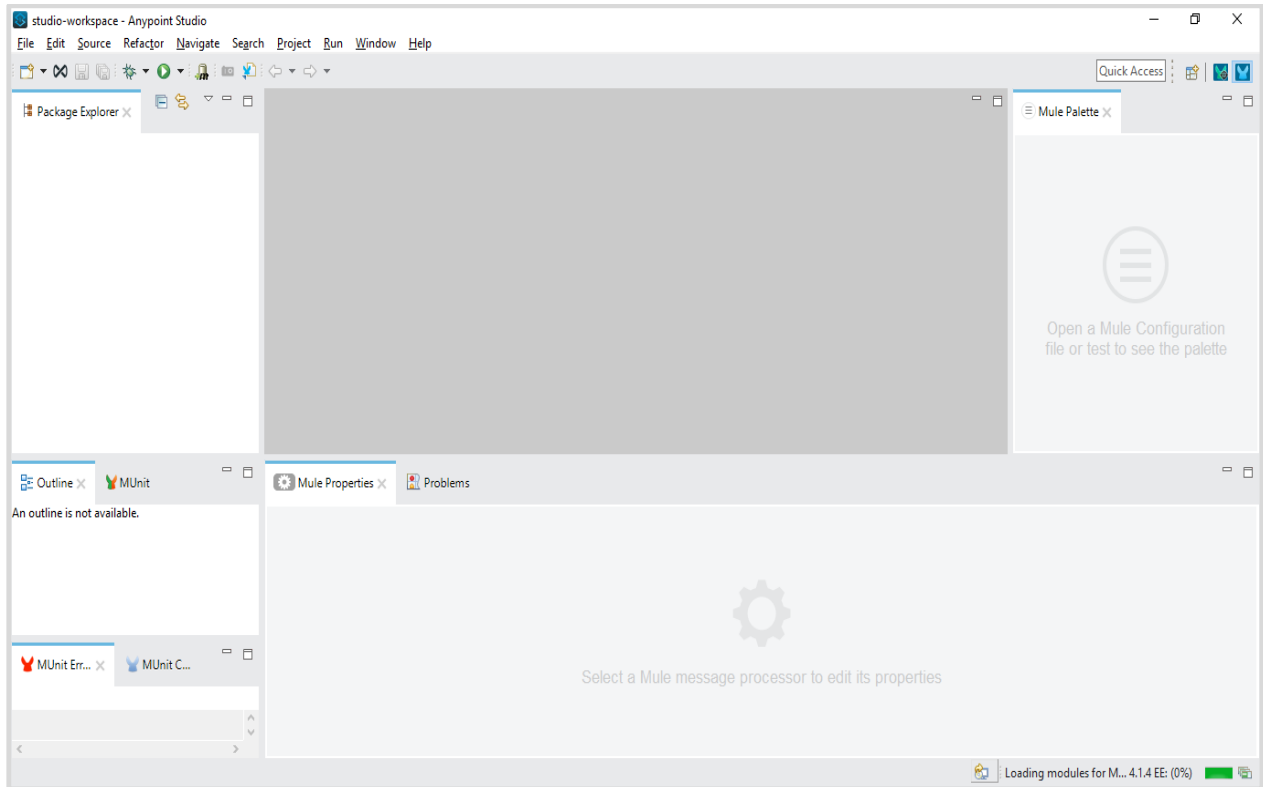 studio-workspace - Anypoint Studio
File Edit Source Refactor Navigate Search Project Run Window Help
Quick Access
Package Explorer
Mule Palette
Open a Mule Configuration
file or test to see the palette
Outline MUnit
Mule Properties Problems
An outline is not available.
MUnit Err... MUnit C...
Select a Mule message processor to edit its properties
Loading modules for M... 4.1.4 EE: (0%)